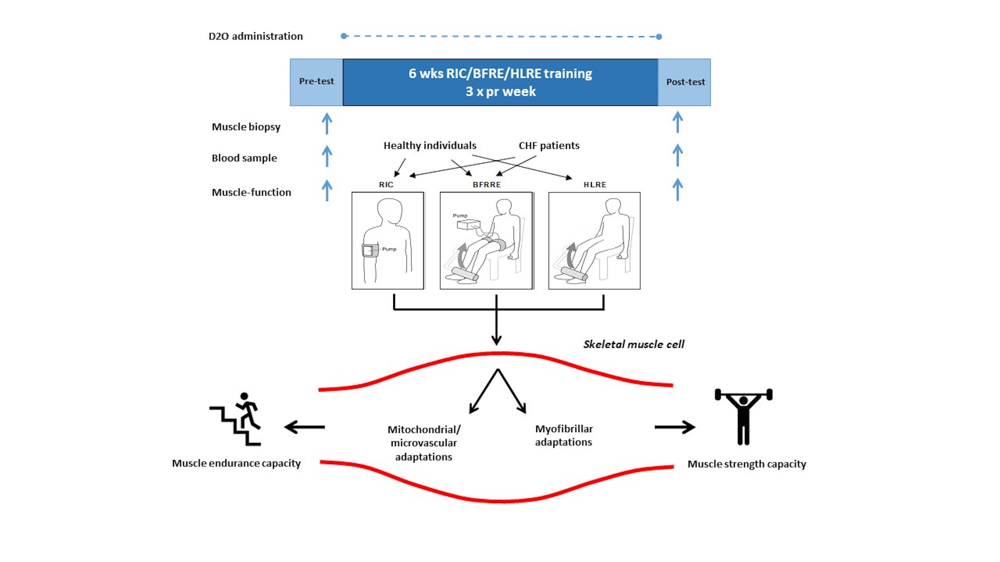 D2O administration
Pre-test
6 wks RIC/BFRE/HLRE training
3 x pr week
Post-test
Muscle biopsy
Blood sample
Muscle-function
Healthy individuals
CHF patients
RIC
BFRRE
HLRE
Pump
Pump
Skeletal muscle cell
Mitochondrial/
microvascular
adaptations
Myofibrillar
adaptations
Muscle endurance capacity
Muscle strength capacity